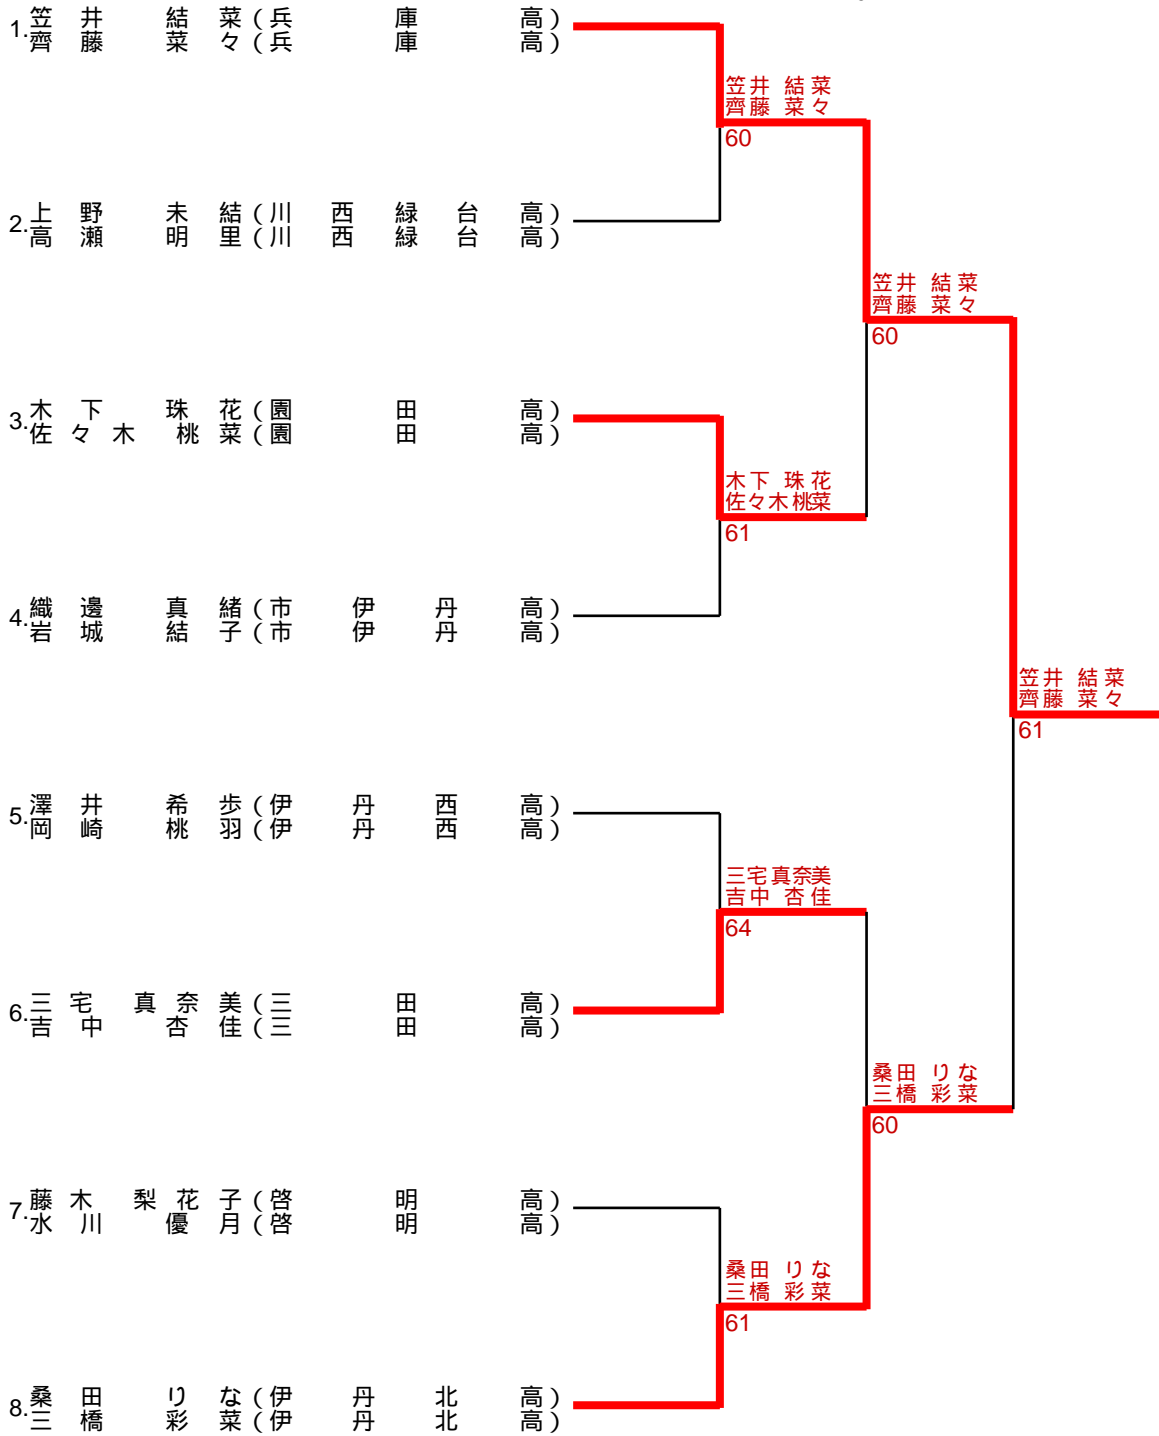 1.笠井 結菜(兵庫高)
齊藤 菜々(兵庫高)
笠井 結菜
齊藤 菜々
60
2.上野 未結(川西緑台高)
高瀬 明里(川西緑台高)
笠井 結菜
齊藤 菜々
60
3.木下 珠花(園田高)
佐々木 桃菜(園田高)
木下 珠花
佐々木桃菜
61
4.織邊 真緒(市伊丹高)
岩城 結子(市伊丹高)
笠井 結菜
齊藤 菜々
61
5.澤井 希歩(伊丹西高)
岡崎 桃羽(伊丹西高)
三宅真奈美
吉中 杏佳
64
6.三宅 真奈美(三田高)
吉中 杏佳(三田高)
桑田 りな
三橋 彩菜
60
7.藤木 梨花子(啓明高)
水川 優月(啓明高)
桑田 りな
三橋 彩菜
61
8.桑田 りな(伊丹北高)
三橋 彩菜(伊丹北高)